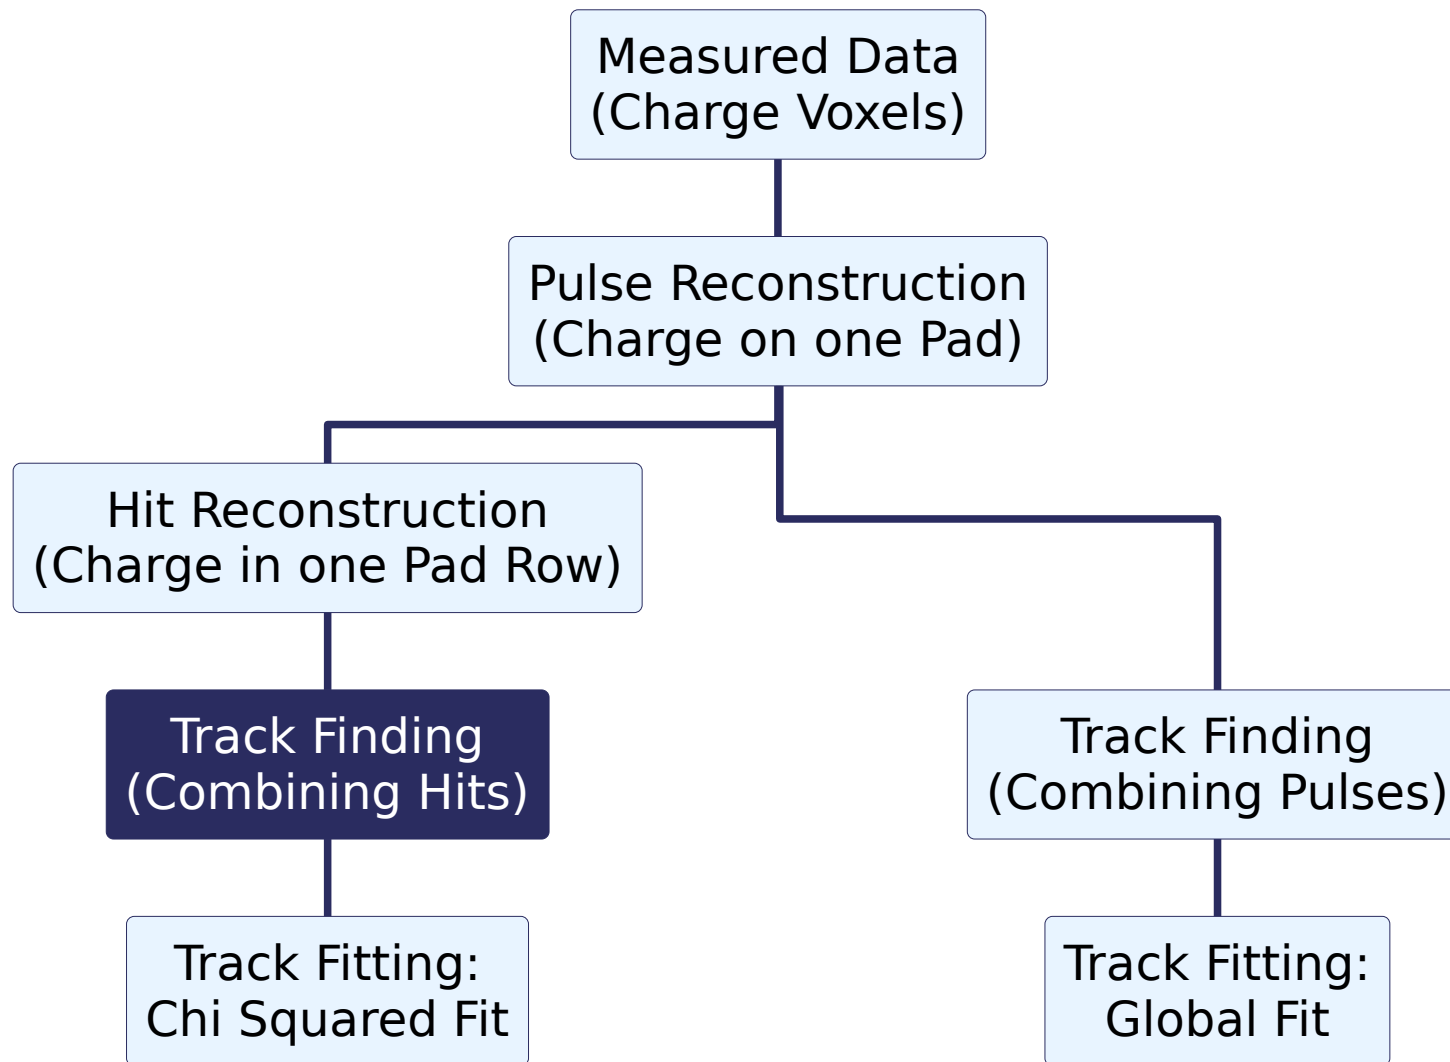 Measured Data
(Charge Voxels)
Pulse Reconstruction
(Charge on one Pad)
Hit Reconstruction
(Charge in one Pad Row)
Track Finding
(Combining Hits)
Track Finding
(Combining Pulses)
Track Fitting:
Chi Squared Fit
Track Fitting:
Global Fit